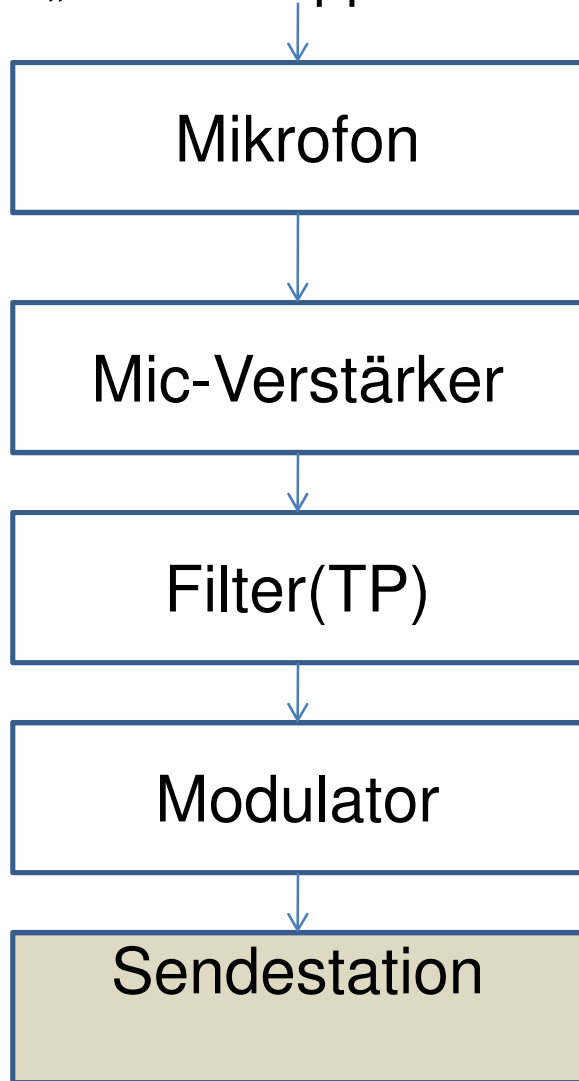 Mikrofon
Mic-Verstärker
Filter(TP)
Modulator
Sendestation